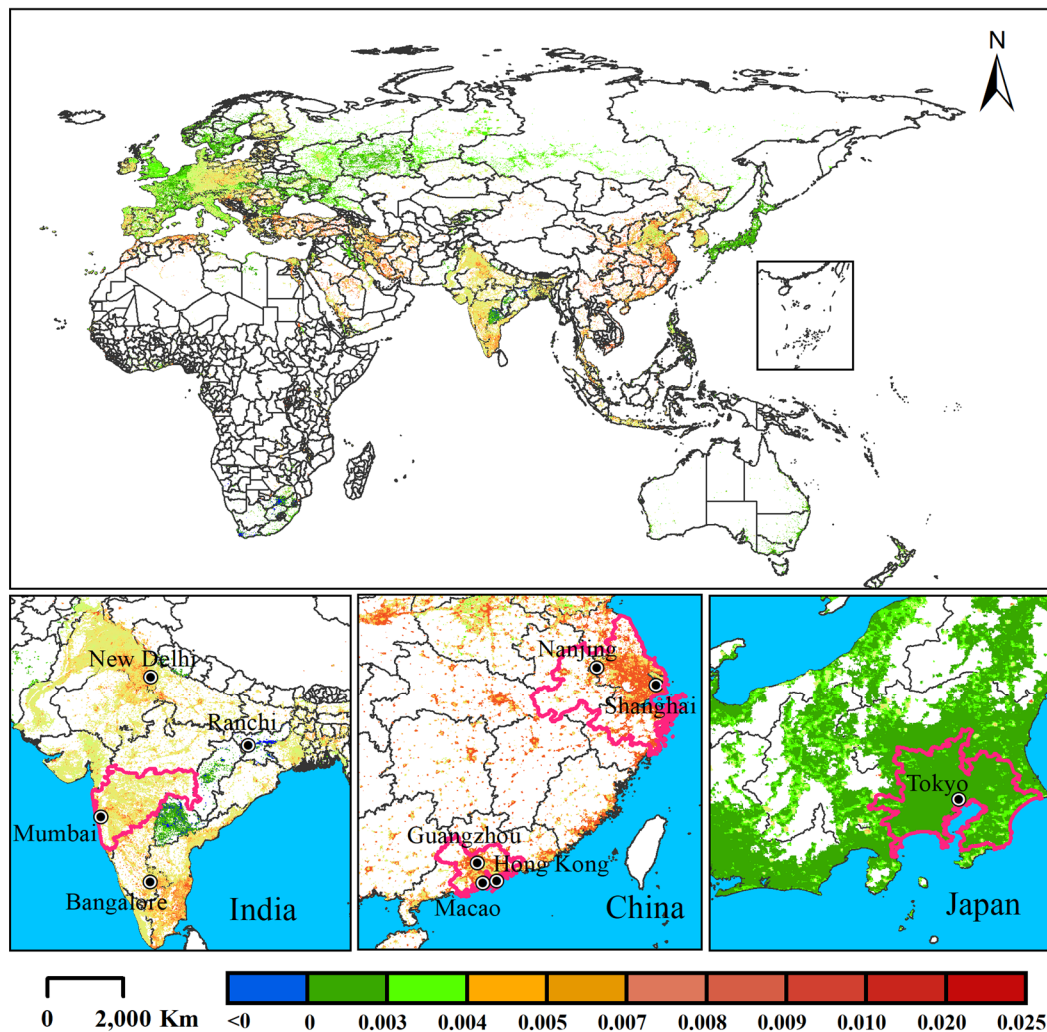 N
New Delhi
Ranchi
Mumbai
Bangalore
India
Nanjing
Shanghai
Guangzhou
Hong Kong
Macao
China
Tokyo
Japan
0 2,000 Km
<0 0 0.003 0.004 0.005 0.006 0.007 0.008 0.009 0.010 0.020 0.025